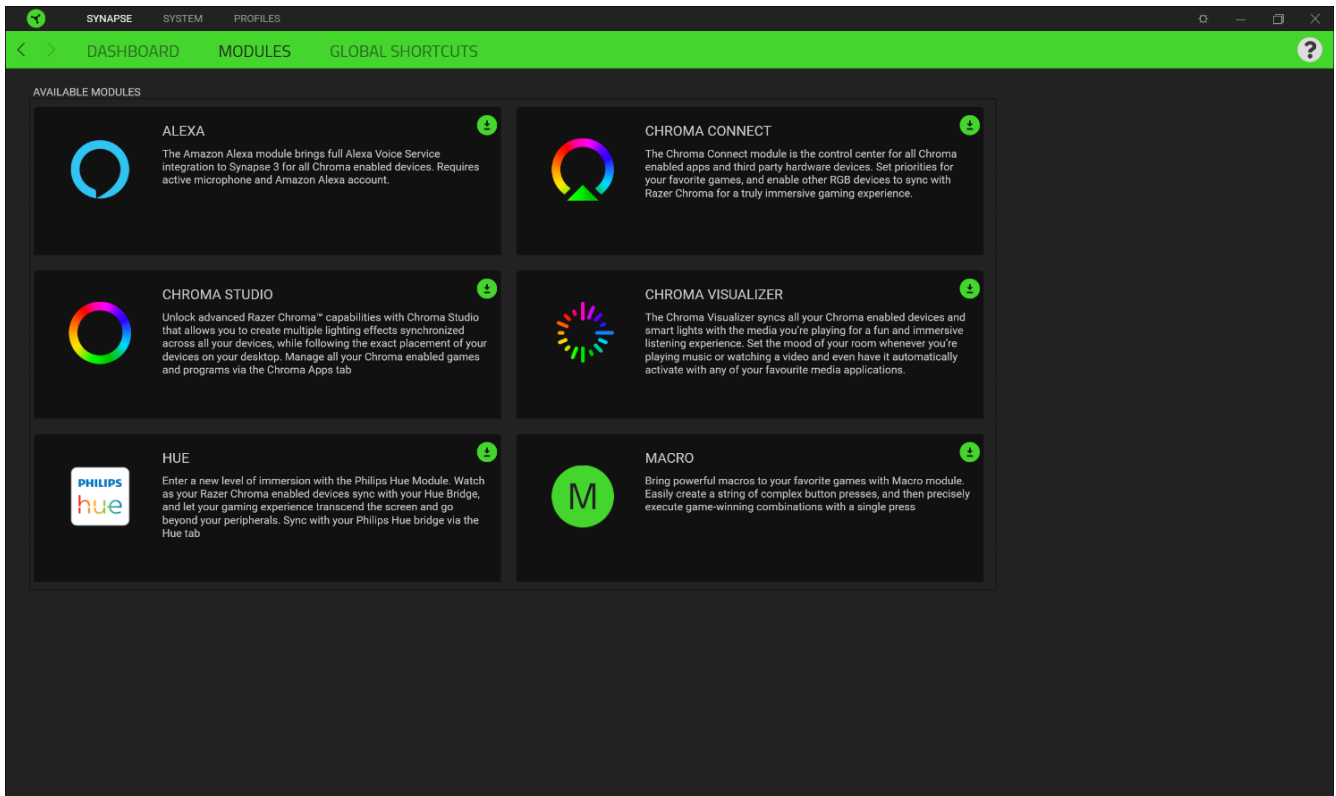 SYNAPSE SYSTEM PROFILES
DASHBOARD MODULES GLOBAL SHORTCUTS ?
AVAILABLE MODULES
ALEXA
The Amazon Alexa module brings full Alexa Voice Service
integration to Synapse 3 for all Chroma enabled devices. Requires
active microphone and Amazon Alexa account.
CHROMA CONNECT
The Chroma Connect module is the control center for all Chroma
enabled apps and third party hardware devices. Set priorities for
your favorite games, and enable other RGB devices to sync with
Razer Chroma for a truly immersive gaming experience.
CHROMA STUDIO
Unlock advanced Razer Chroma™ capabilities with Chroma Studio
that allows you to create multiple lighting effects synchronized
across all your devices, while following the exact placement of your
devices on your desktop. Manage all your Chroma enabled games
and programs via the Chroma Apps tab
CHROMA VISUALIZER
The Chroma Visualizer syncs all your Chroma enabled devices and
smart lights with the media you're playing for a fun and immersive
listening experience. Set the mood of your room whenever you're
playing music or watching a video and even have it automatically
activate with any of your favourite media applications.
PHILIPS
hue
HUE
Enter a new level of immersion with the Philips Hue Module. Watch
as your Razer Chroma enabled devices sync with your Hue Bridge,
and let your gaming experience transcend the screen and go
beyond your peripherals. Sync with your Philips Hue bridge via the
Hue tab
M
MACRO
Bring powerful macros to your favorite games with Macro module.
Easily create a string of complex button presses, and then precisely
execute game-winning combinations with a single press